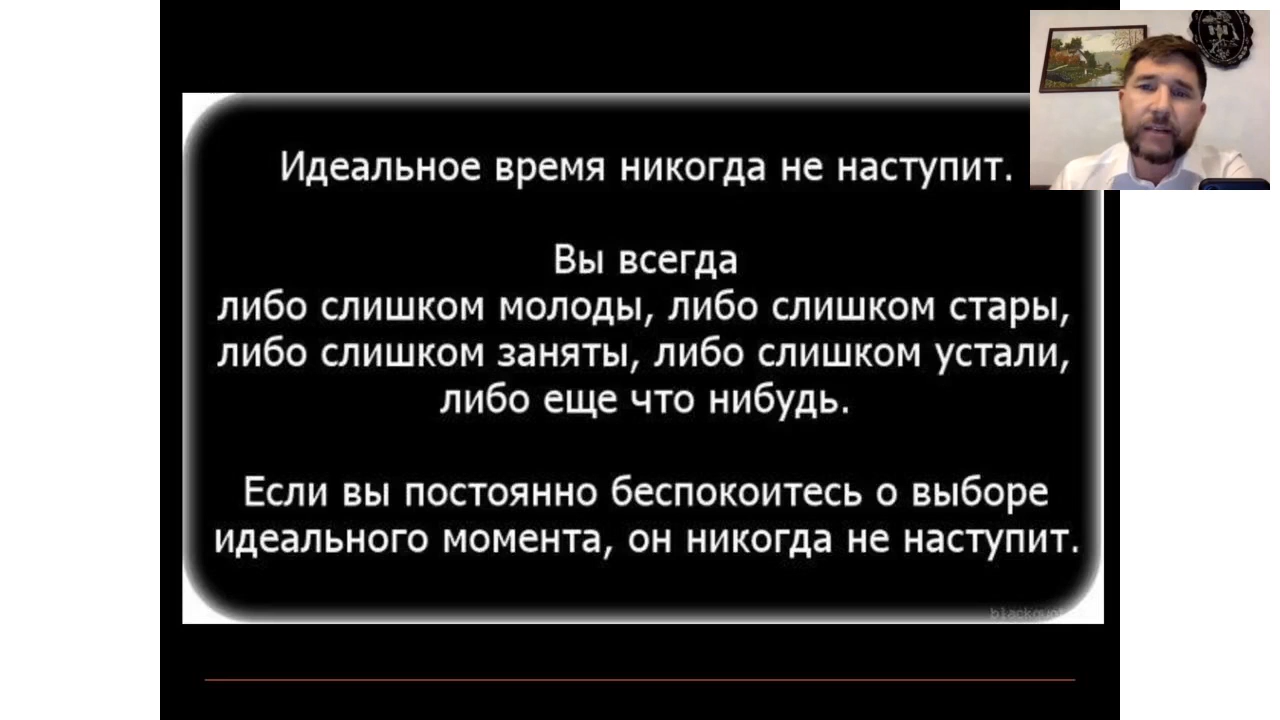 Идеальное время никогда не наступит.
Вы всегда
либо слишком молоды, либо слишком стары,
либо слишком заняты, либо слишком устали,
либо еще что нибудь.
Если вы постоянно беспокоитесь о выборе
идеального момента, он никогда не наступит.